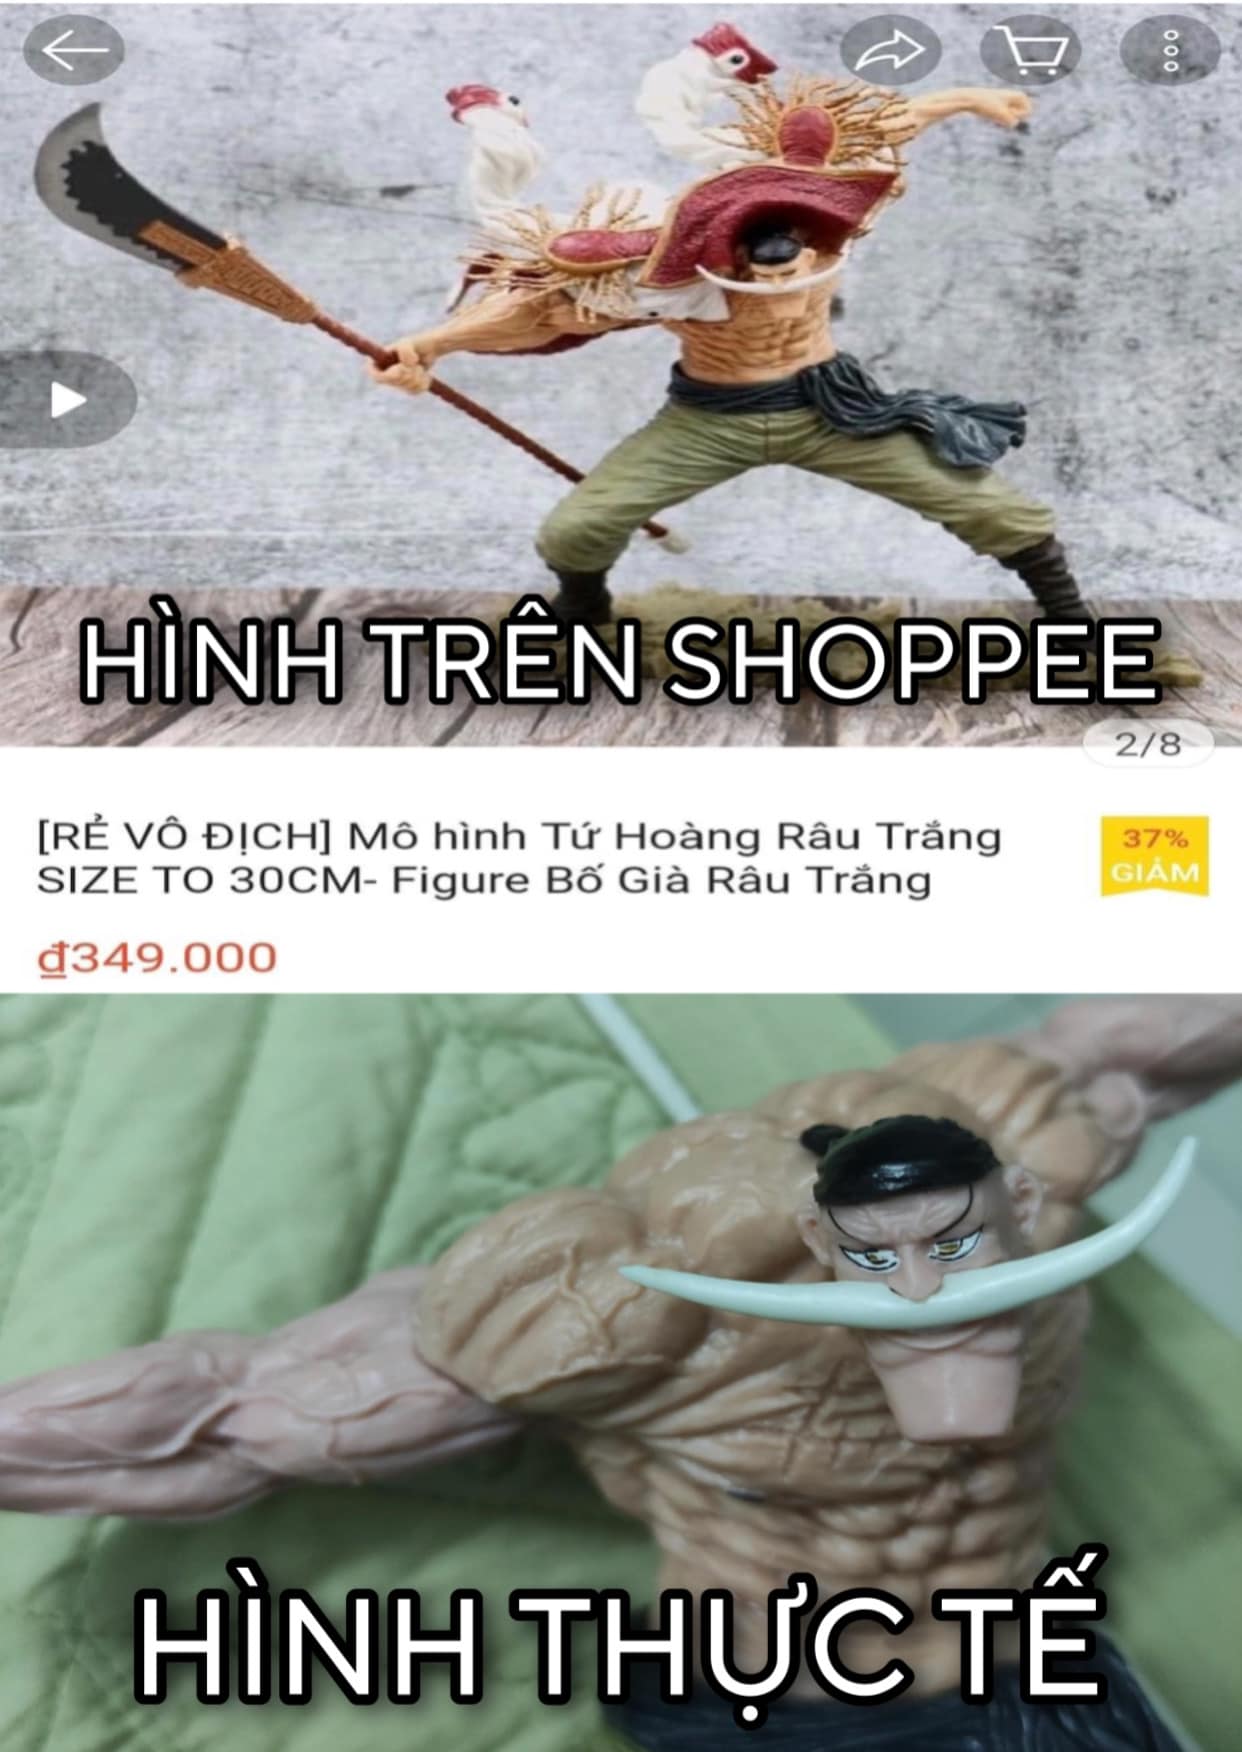 HÌNH TRÊN SHOPPEE
2/8
[RẺ VÔ ĐỊCH] Mô hình Tứ Hoàng Râu Trắng
SIZE TO 30CM- Figure Bố Già Râu Trắng
37%
GIẢM
₫349.000
HÌNH THỰC TẾ